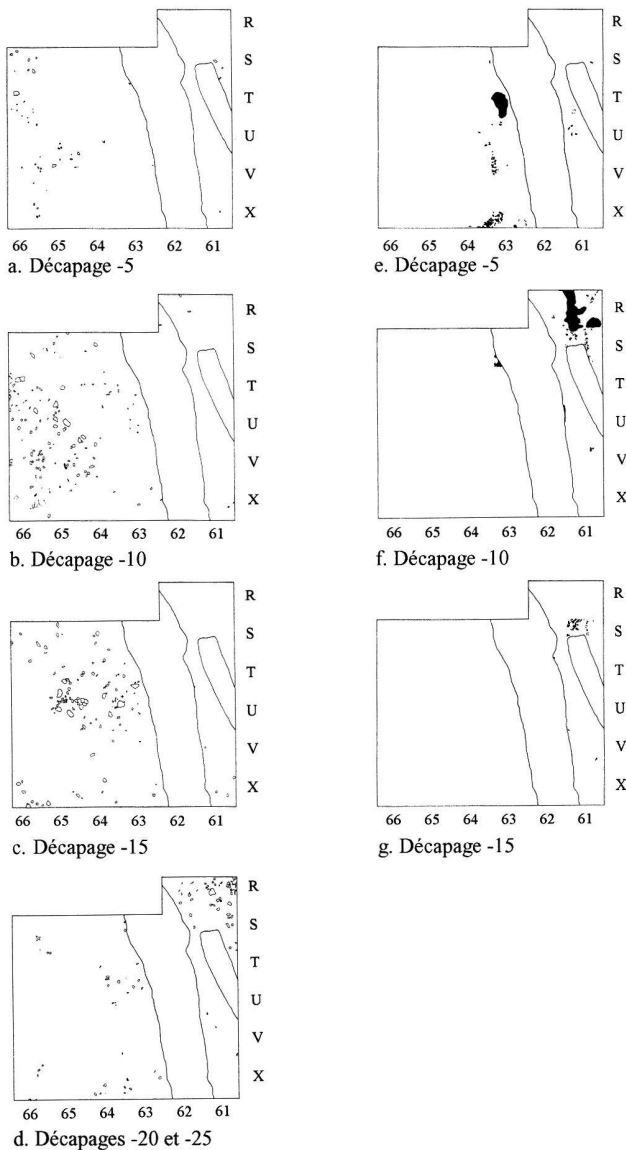 R
S
T
U
V
X
66 65 64 63 62 61
a. Décapage -5
R
S
T
U
V
X
66 65 64 63 62 61
e. Décapage -5
R
S
T
U
V
X
66 65 64 63 62 61
b. Décapage -10
R
S
T
U
V
X
66 65 64 63 62 61
f. Décapage -10
R
S
T
U
V
X
66 65 64 63 62 61
c. Décapage -15
R
S
T
U
V
X
66 65 64 63 62 61
g. Décapage -15
R
S
T
U
V
X
66 65 64 63 62 61
d. Décapages -20 et -25